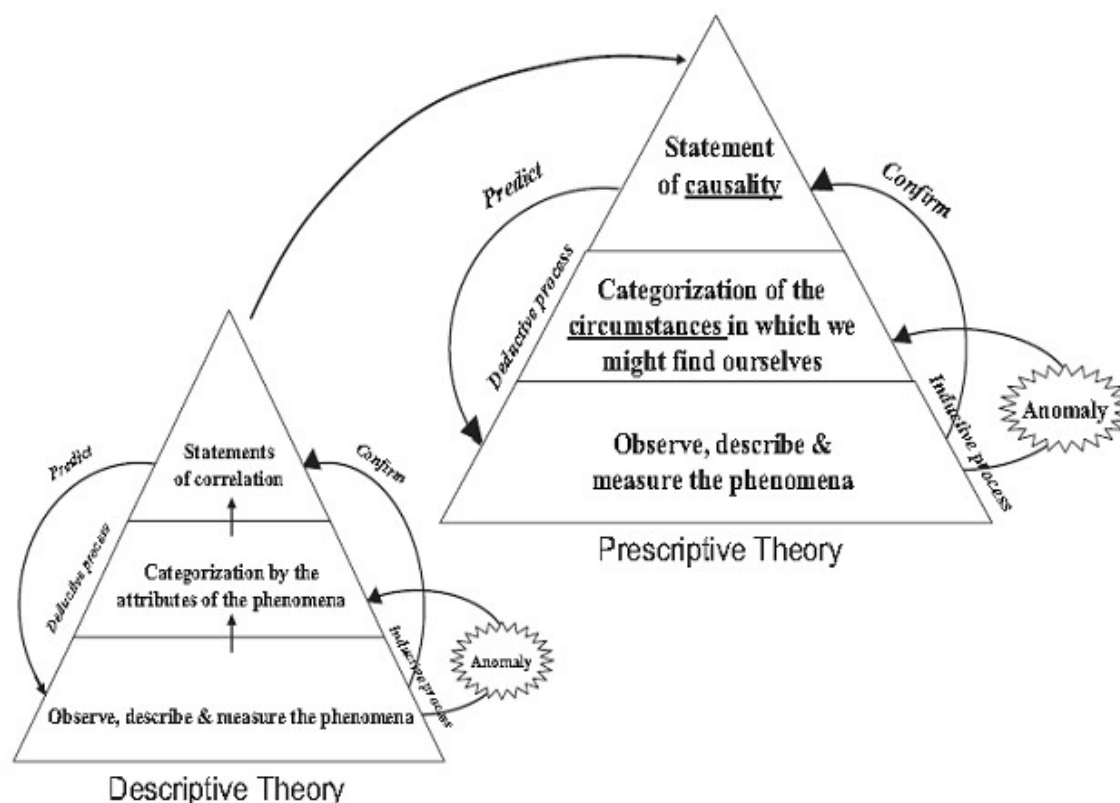 Statement
of causality
Predict
Confirm
Deductive process
Categorization of the
circumstances in which we
might find ourselves
Inductive process
Anomaly
Observe, describe &
measure the phenomena
Prescriptive Theory
Statements
of correlation
Predict
Confirm
Deductive process
Categorization by the
attributes of the phenomena
Inductive process
Anomaly
Observe, describe & measure the phenomena
Descriptive Theory